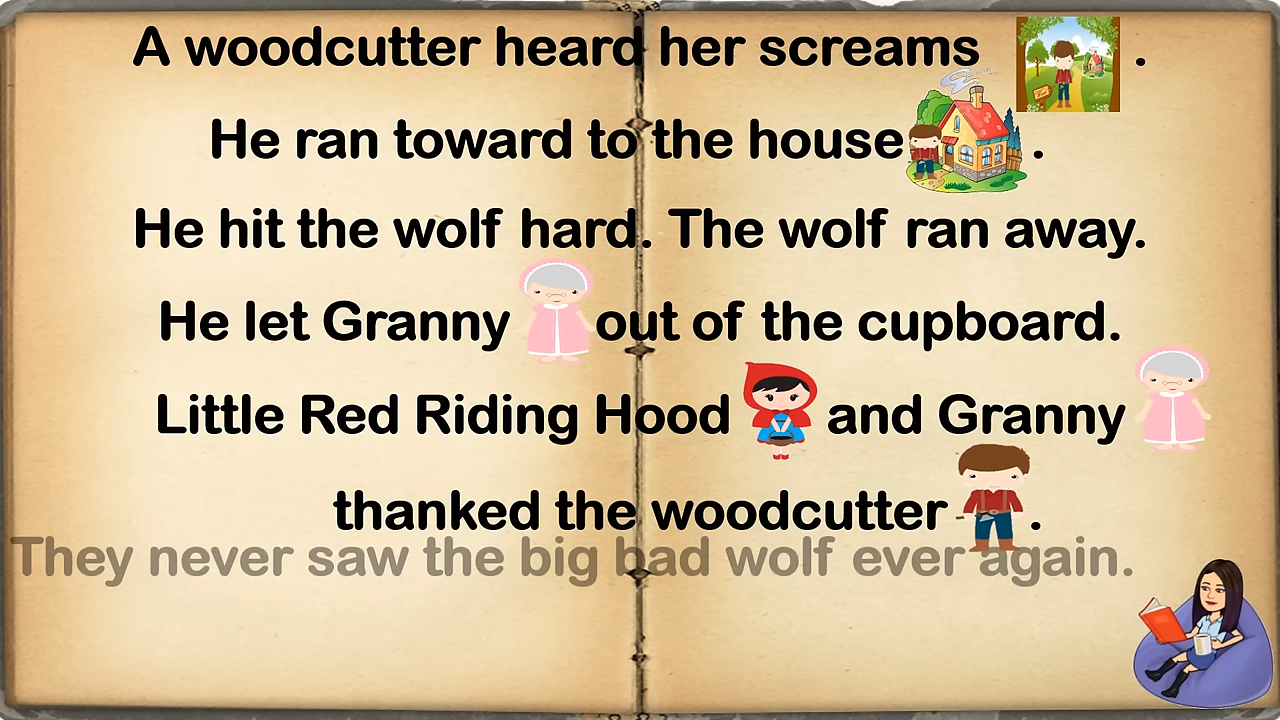 A woodcutter heard her screams .
He ran toward to the house .
He hit the wolf hard. The wolf ran away.
He let Granny out of the cupboard.
Little Red Riding Hood and Granny
thanked the woodcutter .
They never saw the big bad wolf ever again.